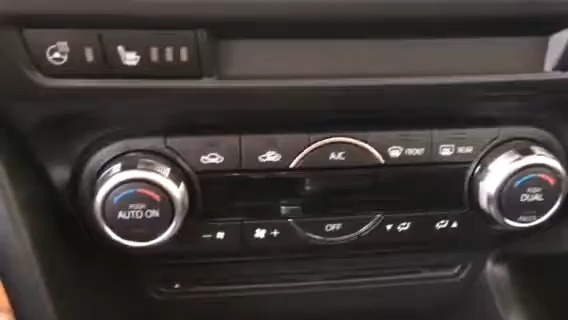 A/C
FRONT
REAR
PUSH
AUTO ON
PUSH
DUAL
OFF